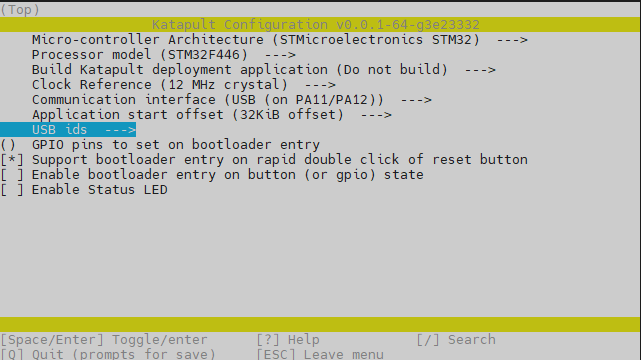 (Top)
Katapult Configuration v0.0.1-64-g3e23332
Micro-controller Architecture (STMicroelectronics STM32)  --->
Processor model (STM32F446)  --->
Build Katapult deployment application (Do not build)  --->
Clock Reference (12 MHz crystal)  --->
Communication interface (USB (on PA11/PA12))  --->
Application start offset (32KiB offset)  --->
USB ids  --->
()  GPIO pins to set on bootloader entry
[*] Support bootloader entry on rapid double click of reset button
[ ] Enable bootloader entry on button (or gpio) state
[ ] Enable Status LED
[Space/Enter] Toggle/enter      [?] Help            [/] Search
[Q] Quit (prompts for save)     [ESC] Leave menu